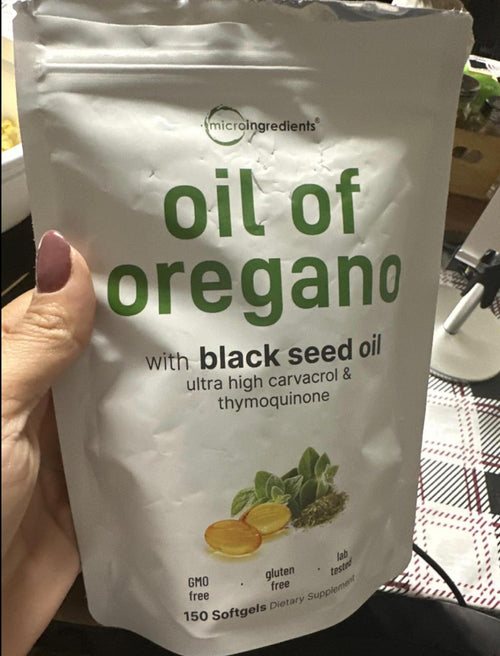 microingredients®
oil of
oregano
with black seed oil
ultra high carvacrol &
thymoquinone
GMO
free
·
gluten
free
·
lab
tested
150 Softgels Dietary Supplement